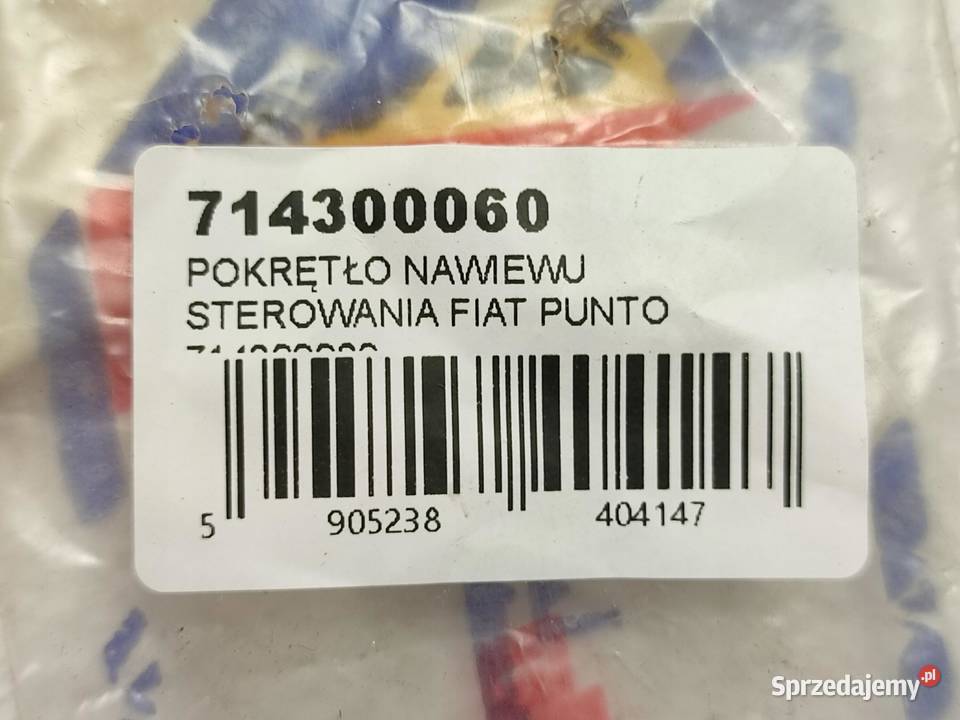 714300060
POKRĘTŁO NAWIEWU
STEROWANIA FIAT PUNTO
5 905238 404147
Sprzedajemy.pl